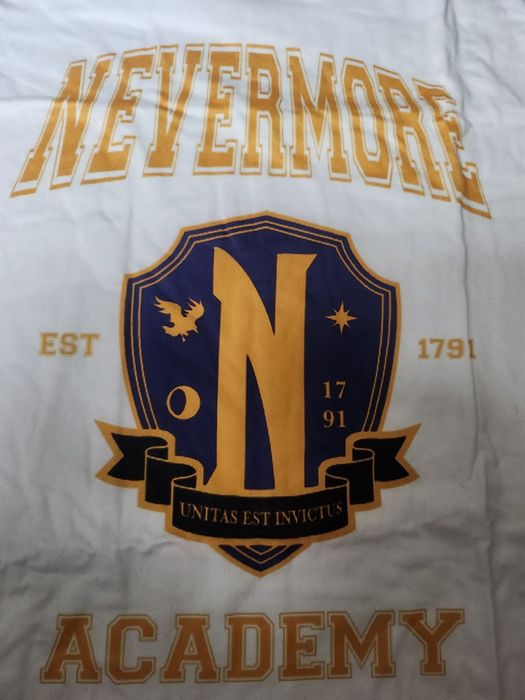 NEVERMORE
EST
1791
N
17
91
UNITAS EST INVICTUS
ACADEMY